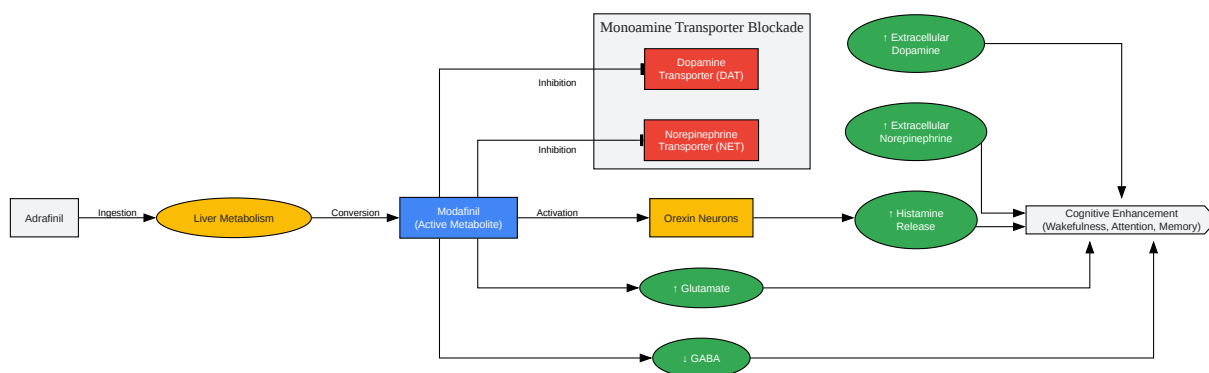 Monoamine Transporter Blockade
Dopamine
Transporter (DAT)
Inhibition
Norepinephrine
Transporter (NET)
Inhibition
↑ Extracellular
Dopamine
↑ Extracellular
Norepinephrine
Adrafinil
Ingestion
Liver Metabolism
Conversion
Modafinil
(Active Metabolite)
Activation
Orexin Neurons
↑ Histamine
Release
Cognitive Enhancement
(Wakefulness, Attention, Memory)
↑ Glutamate
↓ GABA